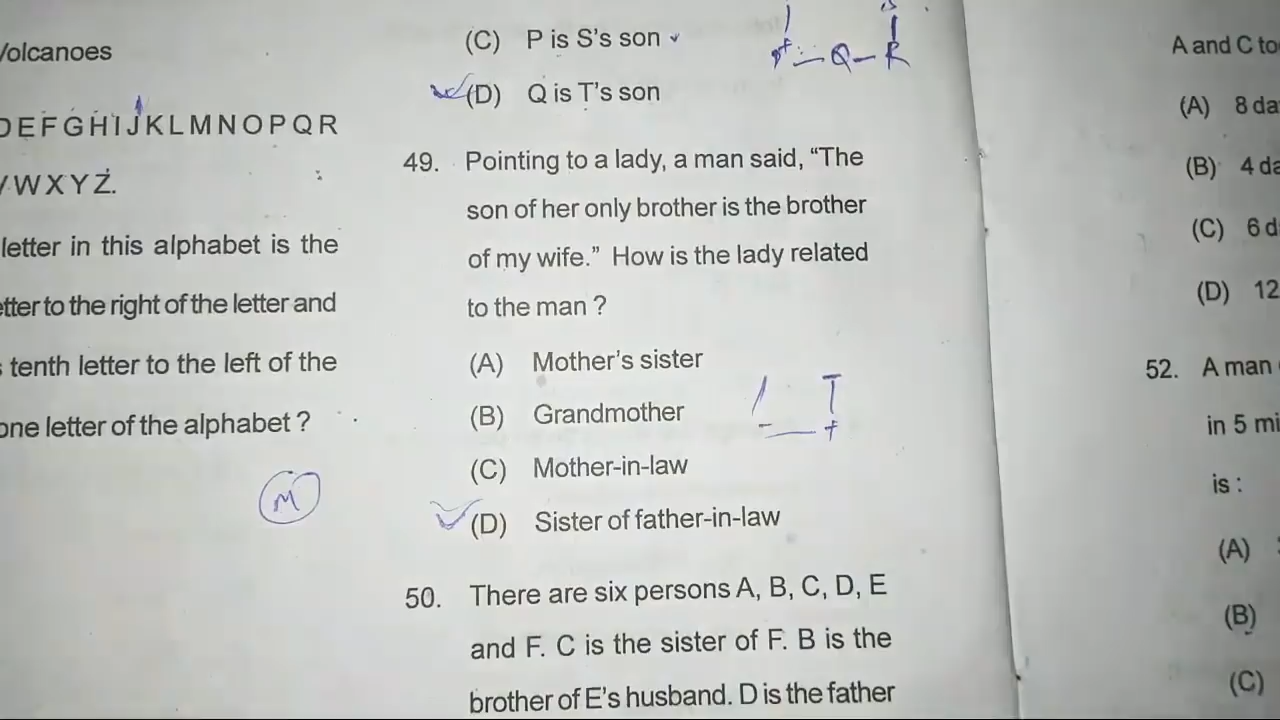 Volcanoes
DEFGHIJKLMNOPQR
WXYZ.
letter in this alphabet is the
to the right of the letter and
tenth letter to the left of the
one letter of the alphabet ?
M
(C) P is S's son
(D) Q is T's son
Q R
49. Pointing to a lady, a man said, “The
son of her only brother is the brother
of my wife.” How is the lady related
to the man ?
(A) Mother's sister
(B) Grandmother
(C) Mother-in-law
(D) Sister of father-in-law
50. There are six persons A, B, C, D, E
and F. C is the sister of F. B is the
brother of E's husband. D is the father
A and C to
(A) 8 da
(B) 4 da
(C) 6 d
(D) 12
52. A man
in 5 mi
is :
(A)
(B)
(C)